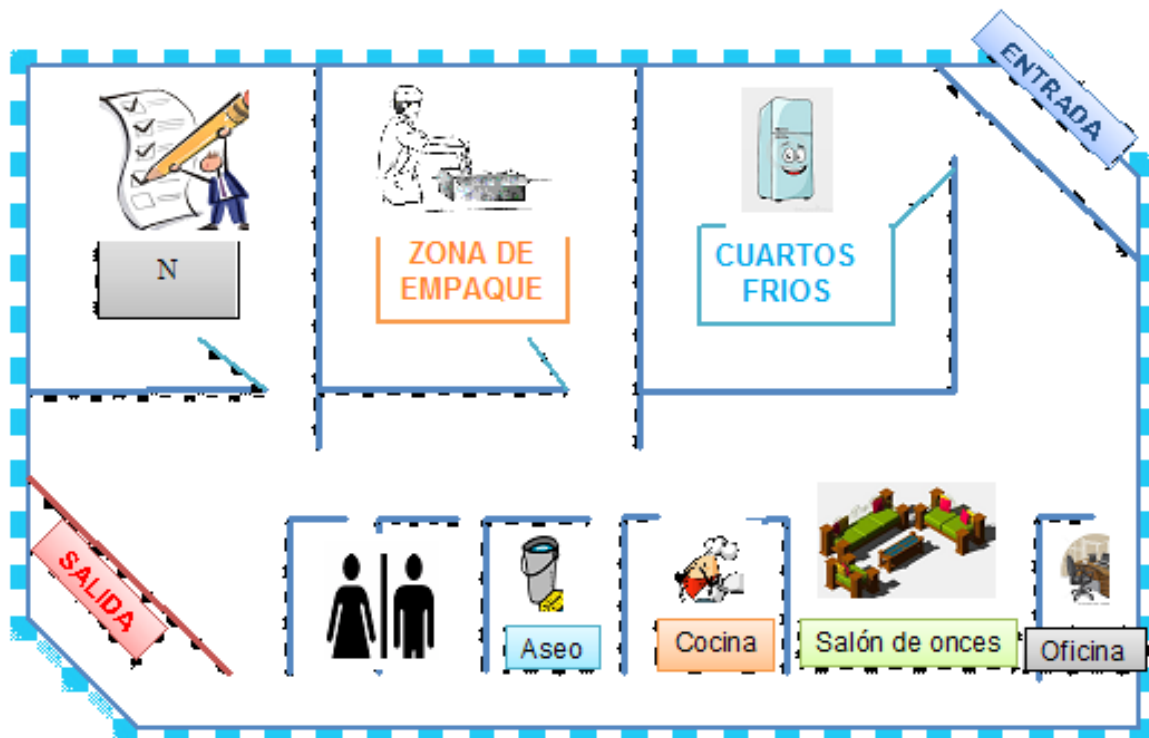 ENTRADA
N
ZONA DE
EMPAQUE
CUARTOS
FRIOS
SALIDA
Aseo
Cocina
Salón de onces
Oficina